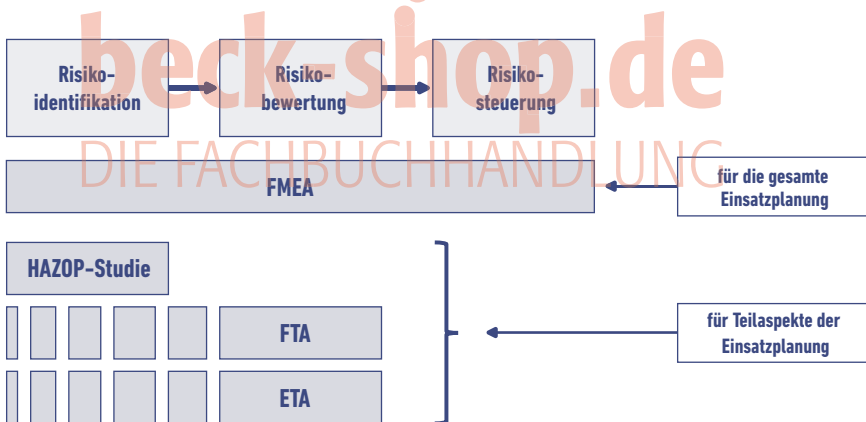 beck-shop.de
DIE FACHBUCHHANDLUNG
Risiko-
identifikation
Risiko-
bewertung
Risiko-
steuerung
FMEA
für die gesamte
Einsatzplanung
HAZOP-Studie
FTA
für Teilaspekte der
Einsatzplanung
ETA